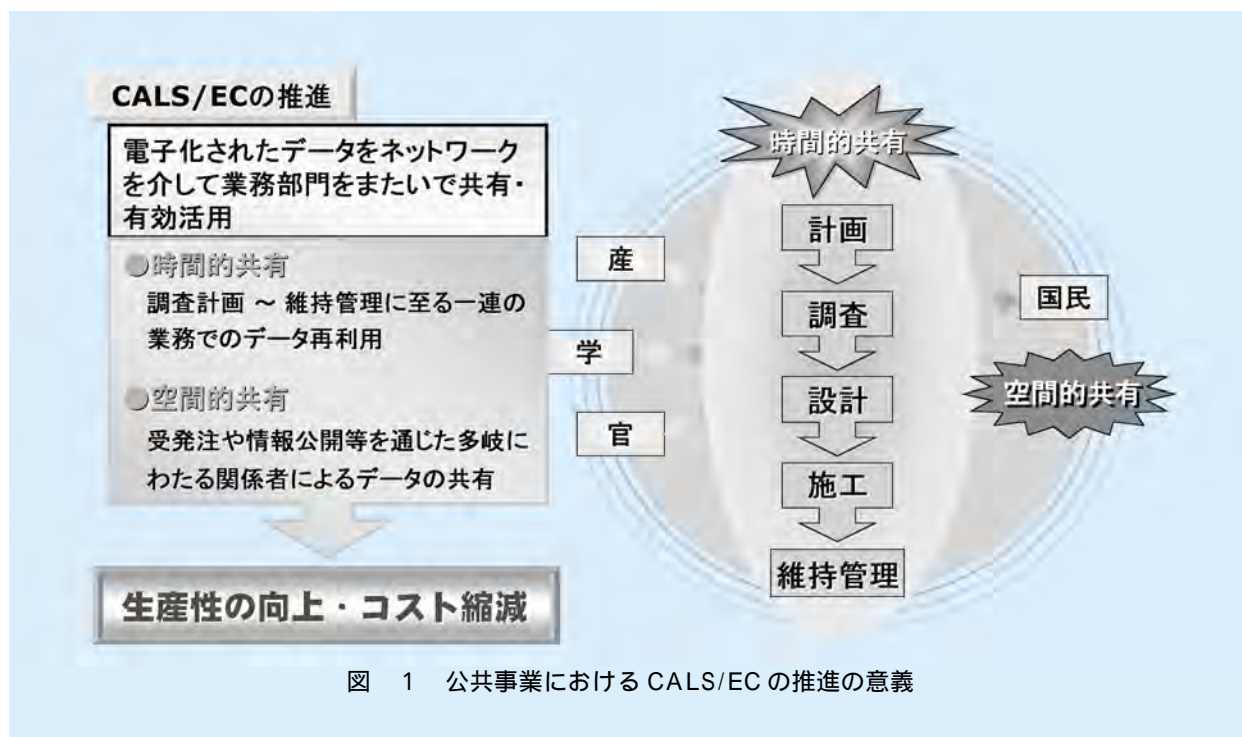 CALS/ECの推進
電子化されたデータをネットワーク
を介して業務部門をまたいで共有・
有効活用
●時間的共有
調査計画 ～ 維持管理に至る一連の
業務でのデータ再利用
●空間的共有
受発注や情報公開等を通じた多岐に
わたる関係者によるデータの共有
生産性の向上・コスト縮減
時間的共有
計画
調査
設計
施工
維持管理
産
学
官
国民
空間的共有
図　1　公共事業における CALS/EC の推進の意義